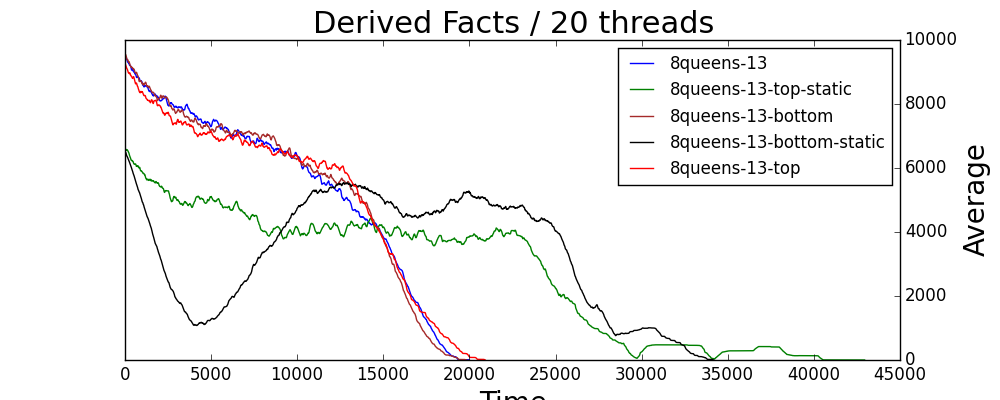 Derived Facts / 20 threads
8queens-13
8queens-13-top-static
8queens-13-bottom
8queens-13-bottom-static
8queens-13-top
10000
8000
6000
4000
2000
0
Average
0 5000 10000 15000 20000 25000 30000 35000 40000 45000
Time